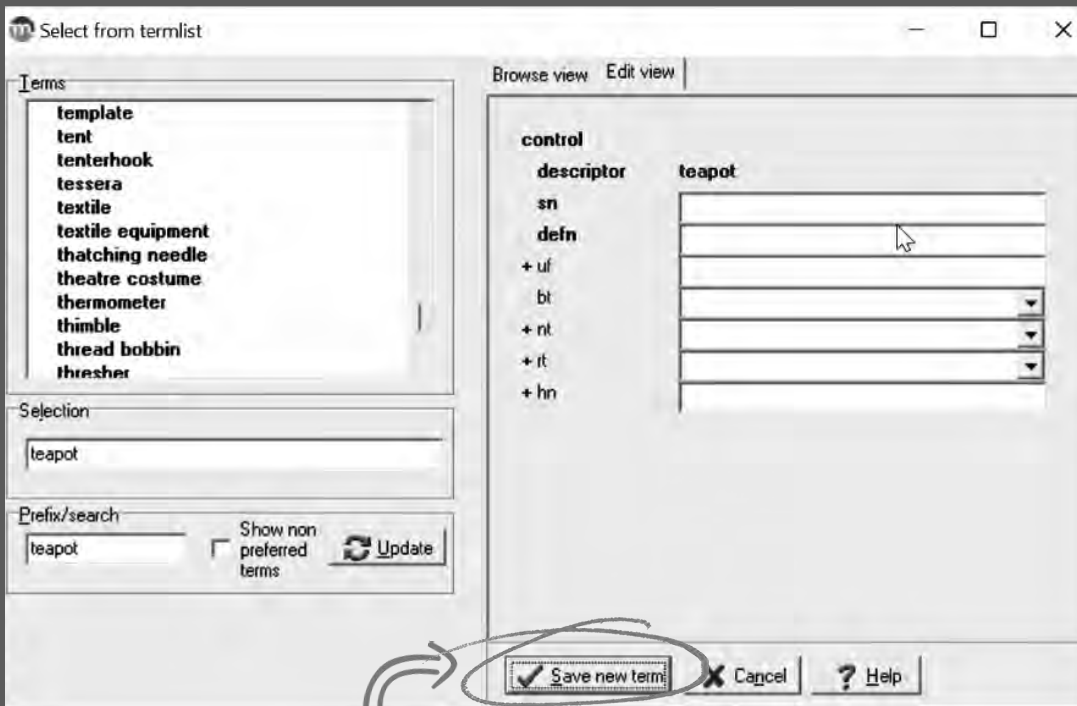 Select from termlist
Terms
template
tent
tenterhook
tessera
textile
textile equipment
thatching needle
theatre costume
thermometer
thimble
thread bobbin
thresher
Selection
teapot
Prefix/search
teapot
Show non
preferred
terms
Update
Browse view Edit view
control
descriptor teapot
sn
defn
+ uf
bt
+ nt
+ rt
+ hn
Save new term
Cancel
Help